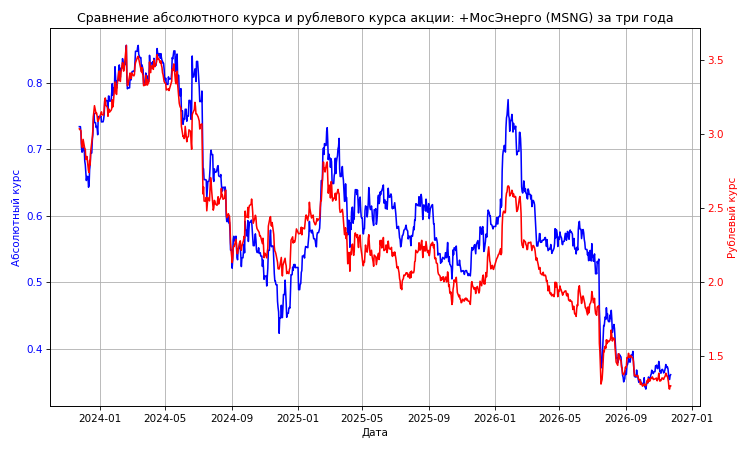 Сравнение абсолютного курса и рублевого курса акции: +МосЭнерго (MSNG) за три года
0.8
0.7
0.6
0.5
0.4
Абсолютный курс
3.5
3.0
2.5
2.0
1.5
Рублевый курс
2024-01 2024-05 2024-09 2025-01 2025-05 2025-09 2026-01 2026-05 2026-09 2027-01
Дата